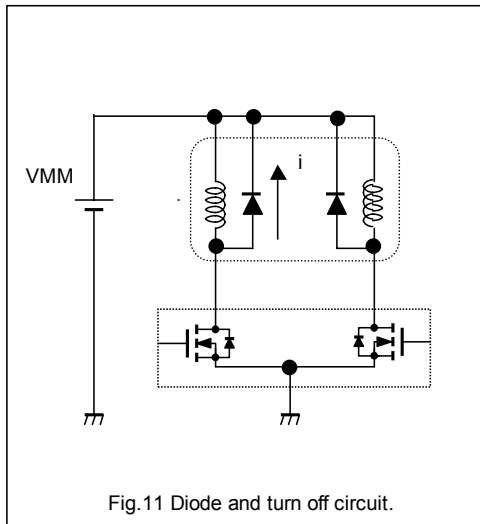 i
VMM
Fig.11 Diode and turn off circuit.